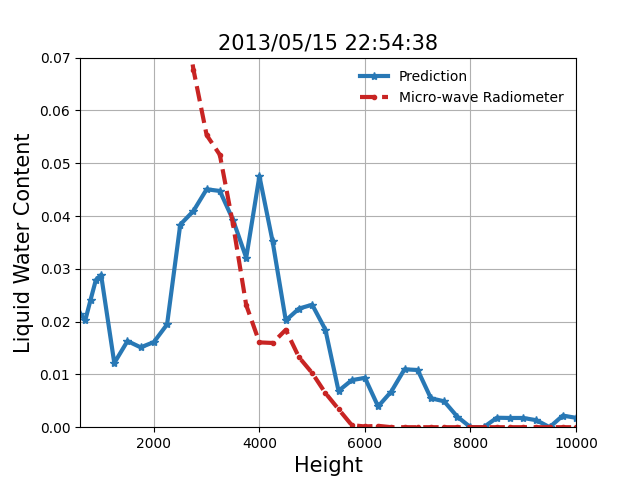 2013/05/15 22:54:38
0.07
0.06
0.05
0.04
0.03
0.02
0.01
0.00
Liquid Water Content
Prediction
Micro-wave Radiometer
2000 4000 6000 8000 10000
Height